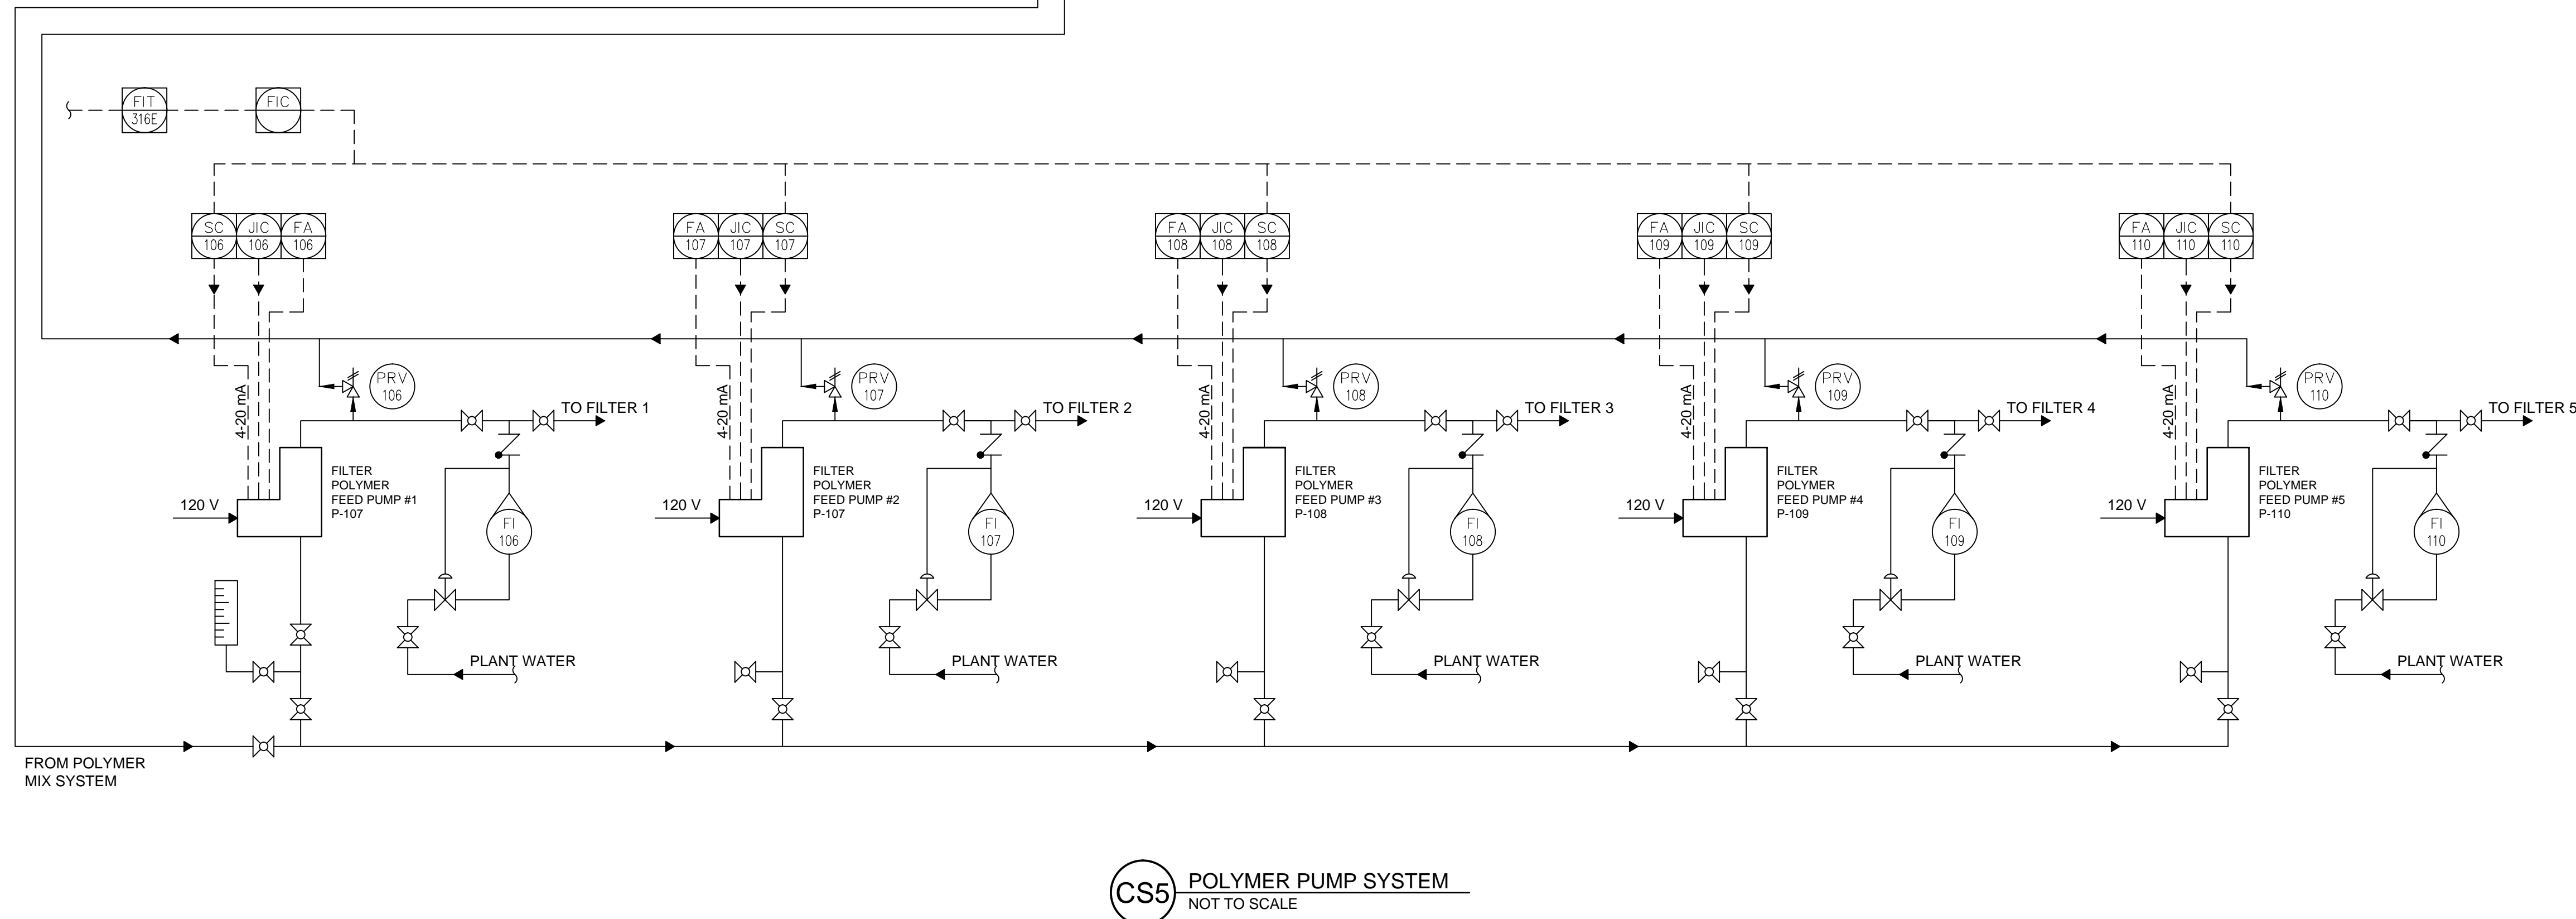 FIT
316E
FIC
SC
106
JIC
106
FA
106
FA
107
JIC
107
SC
107
FA
108
JIC
108
SC
108
FA
109
JIC
109
SC
109
FA
110
JIC
110
SC
110
4-20 mA
PRV
106
TO FILTER 1
120 V
FILTER
POLYMER
FEED PUMP #1
P-107
FI
106
PLANT WATER
4-20 mA
PRV
107
TO FILTER 2
120 V
FILTER
POLYMER
FEED PUMP #2
P-107
FI
107
PLANT WATER
4-20 mA
PRV
108
TO FILTER 3
120 V
FILTER
POLYMER
FEED PUMP #3
P-108
FI
108
PLANT WATER
4-20 mA
PRV
109
TO FILTER 4
120 V
FILTER
POLYMER
FEED PUMP #4
P-109
FI
109
PLANT WATER
4-20 mA
PRV
110
TO FILTER 5
120 V
FILTER
POLYMER
FEED PUMP #5
P-110
FI
110
PLANT WATER
FROM POLYMER
MIX SYSTEM
CS5
POLYMER PUMP SYSTEM
NOT TO SCALE